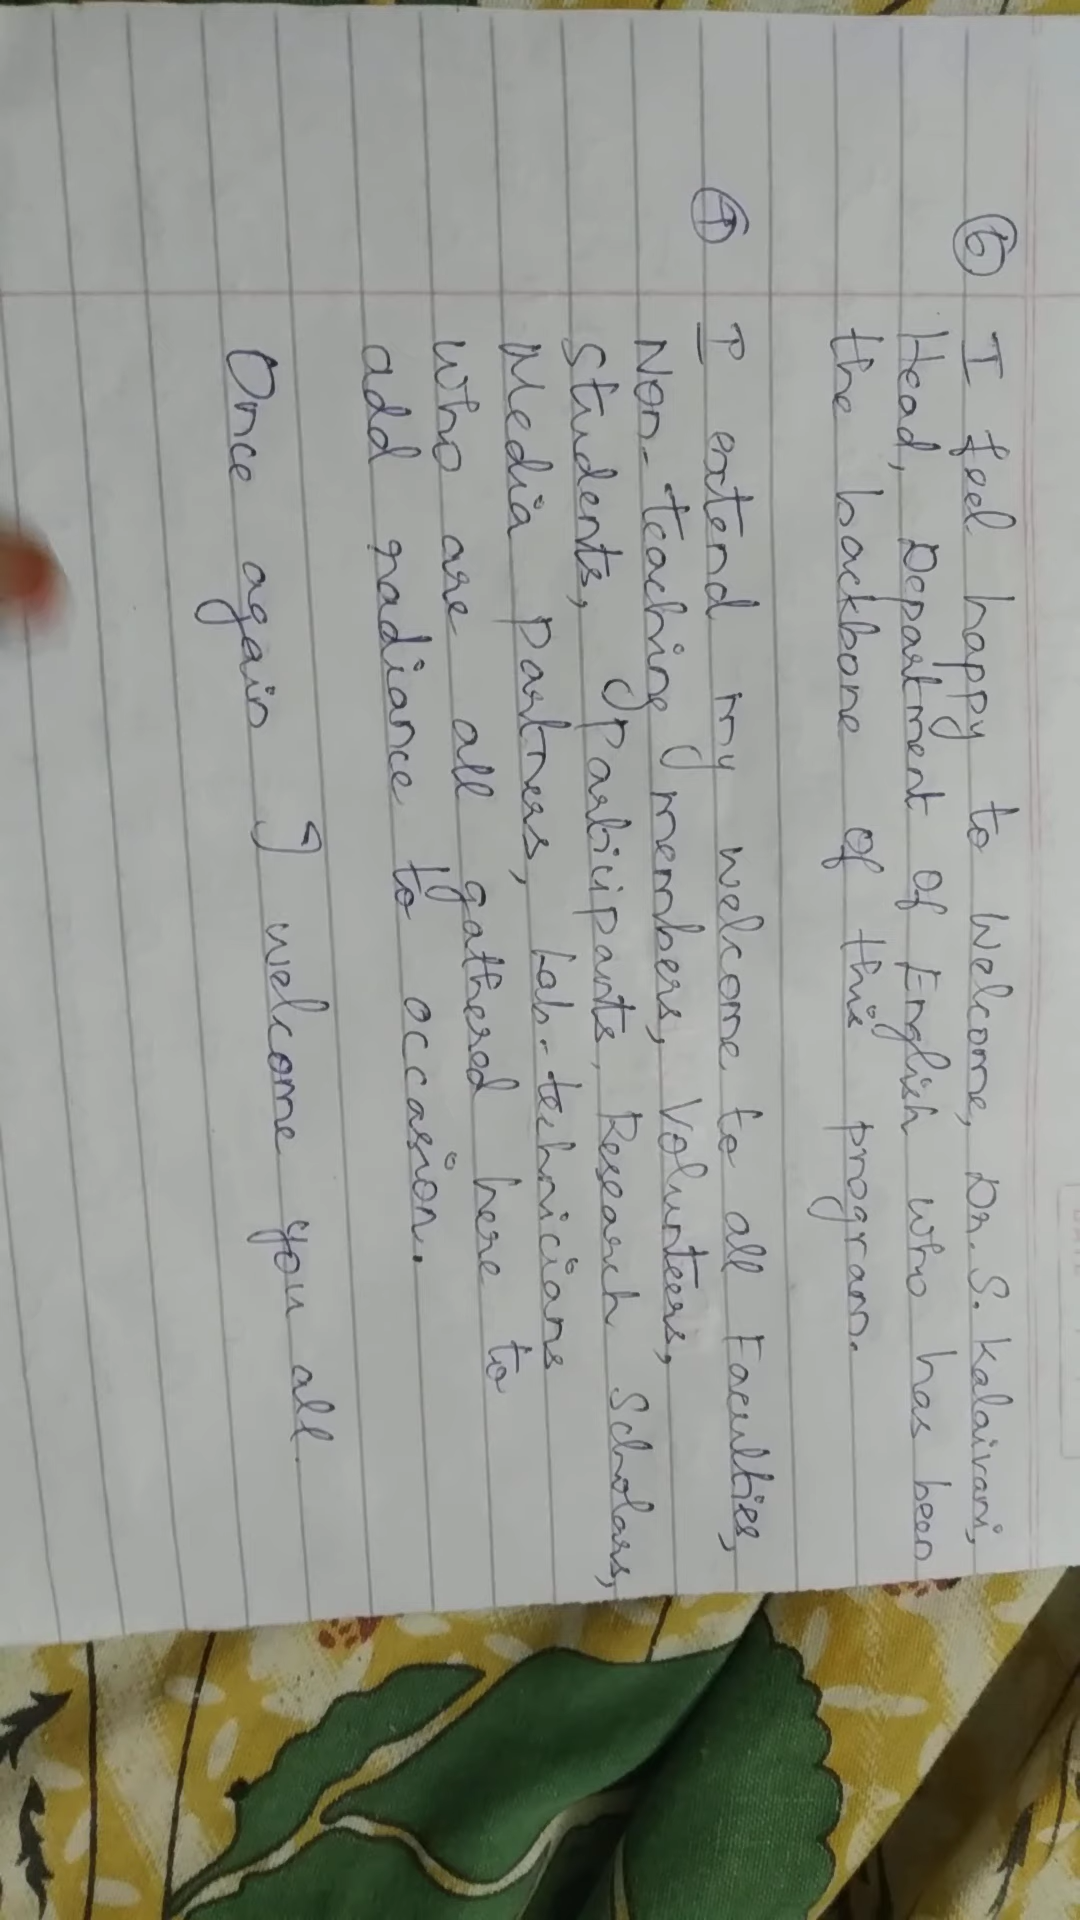 ⑥ I feel happy to Welcome, Dr. S. Kalaivani,
Head, Department of English who has been
the backbone of this program.
⑦ I extend my welcome to all Faculties,
Non-teaching members, Volunteers,
Students, Participants, Research Scholars,
Media Partners, Lab-technicians
who are all gathered here to
add radiance to occasion.
Once again I welcome you all.